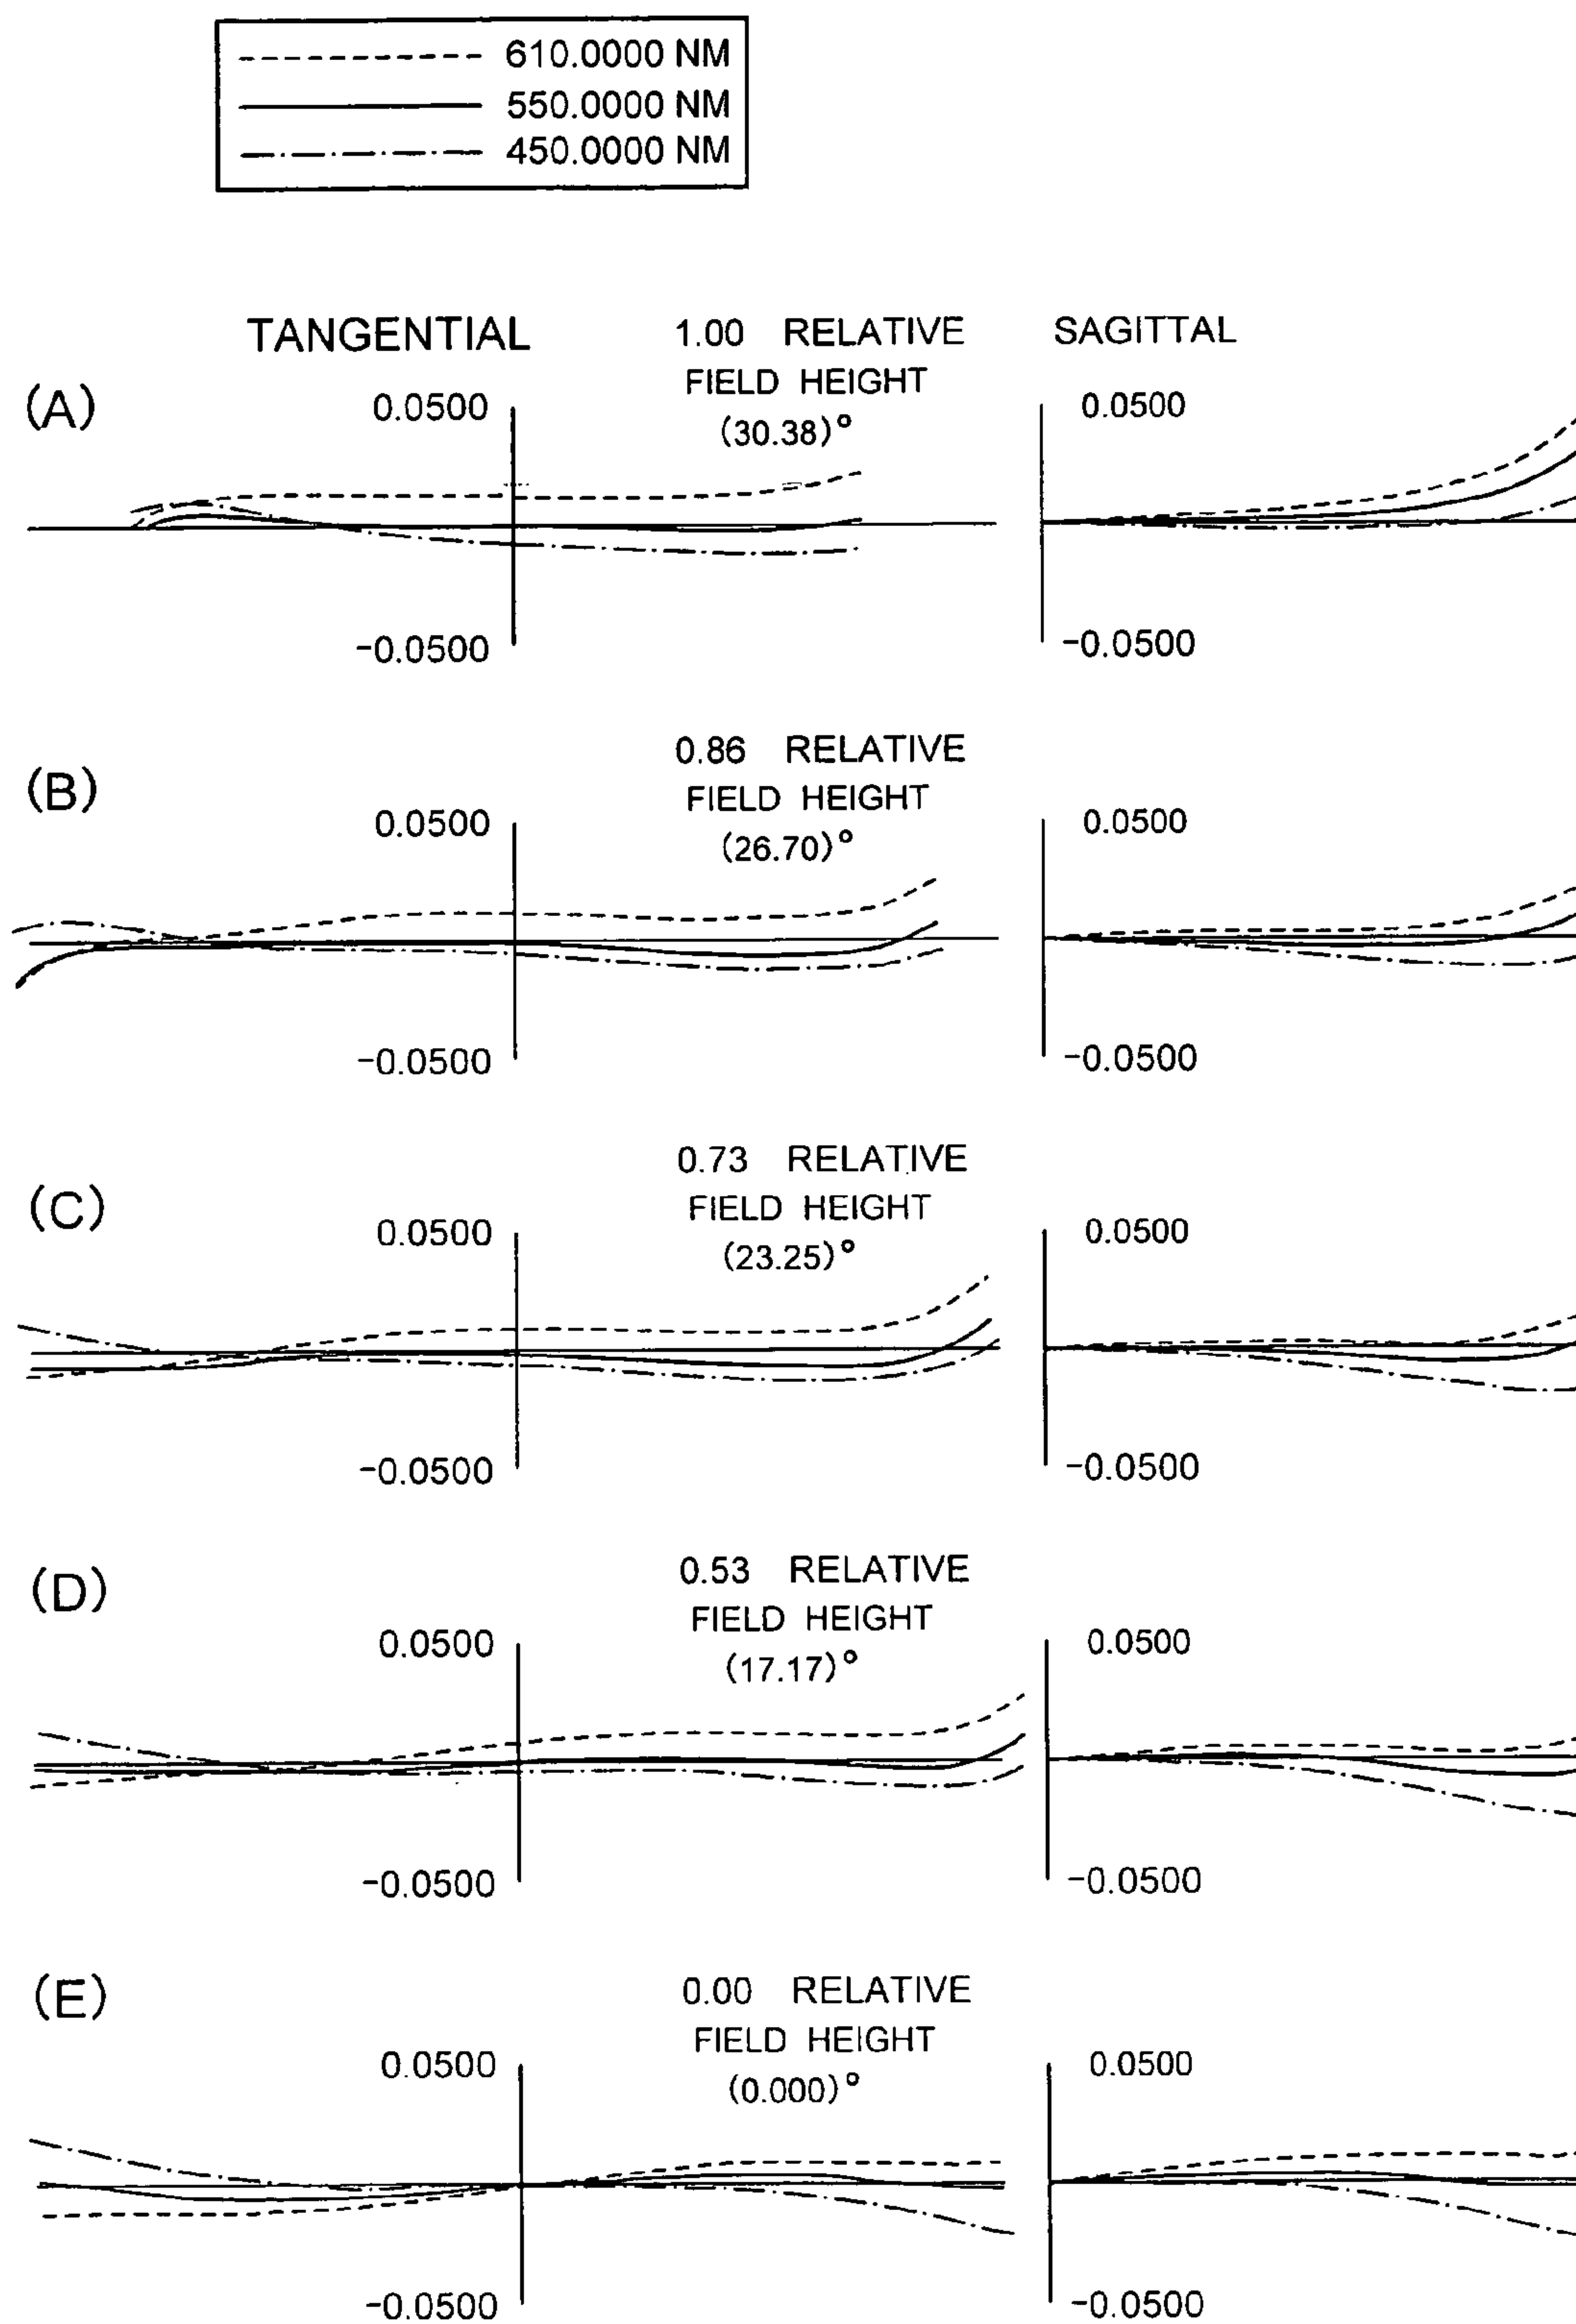 610.0000 NM
550.0000 NM
450.0000 NM
TANGENTIAL
1.00 RELATIVE
FIELD HEIGHT
(30.38)°
SAGITTAL
(A)
0.0500
-0.0500
0.0500
-0.0500
(B)
0.86 RELATIVE
FIELD HEIGHT
(26.70)°
0.0500
-0.0500
0.0500
-0.0500
(C)
0.73 RELATIVE
FIELD HEIGHT
(23.25)°
0.0500
-0.0500
0.0500
-0.0500
(D)
0.53 RELATIVE
FIELD HEIGHT
(17.17)°
0.0500
-0.0500
0.0500
-0.0500
(E)
0.00 RELATIVE
FIELD HEIGHT
(0.000)°
0.0500
-0.0500
0.0500
-0.0500